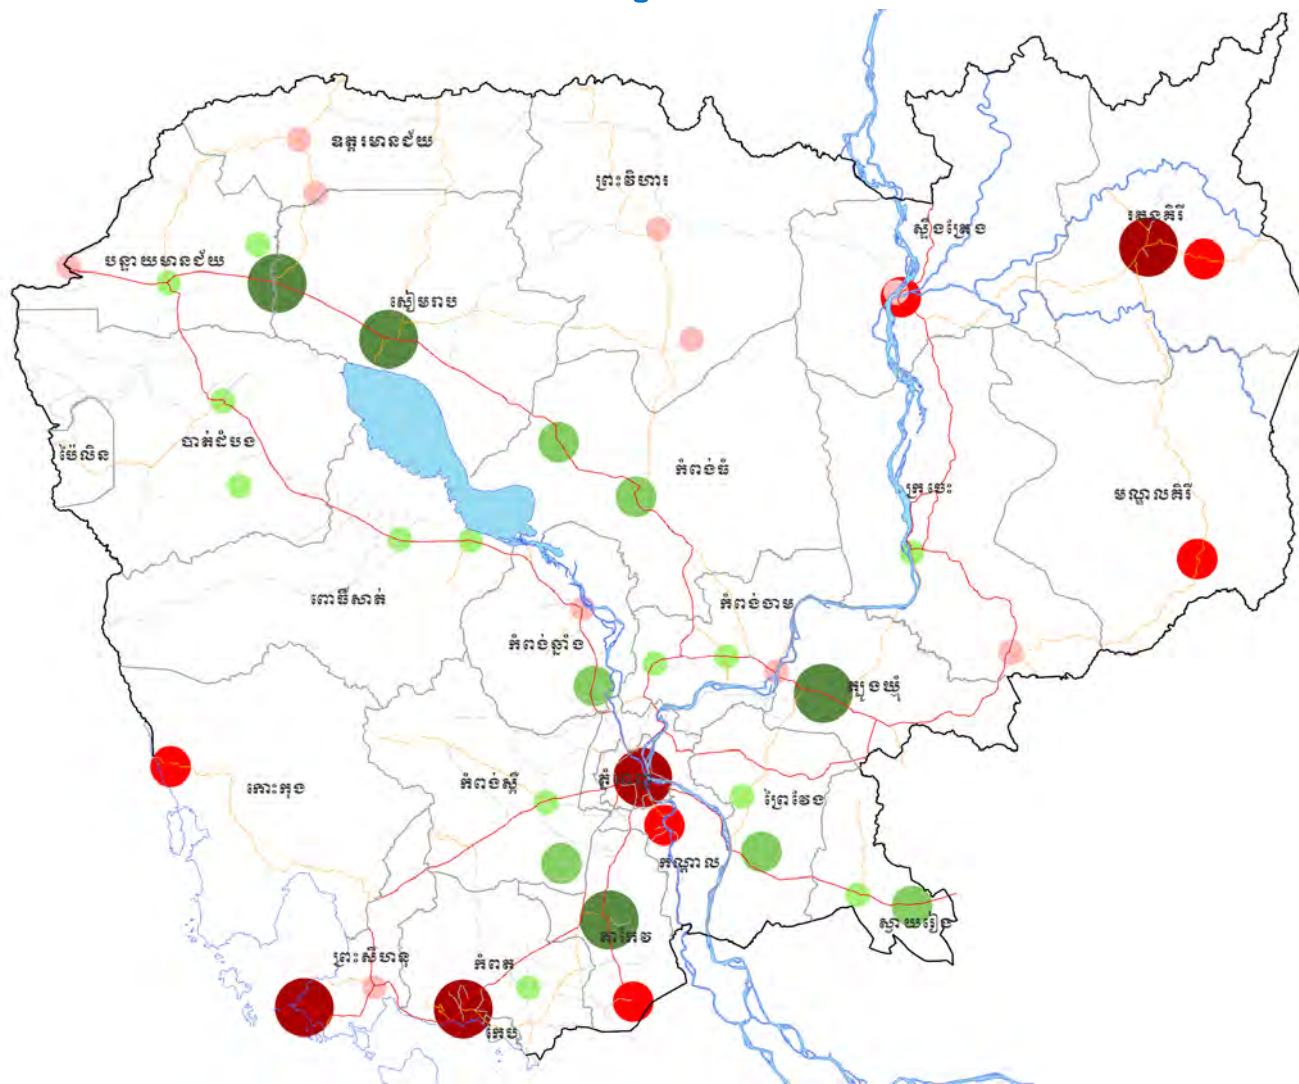 ឧត្តរមានជ័យ
ព្រះវិហារ
រតនគិរី
ស្ទឹងត្រែង
បន្ទាយមានជ័យ
សៀមរាប
ប៉ៃលិន
បាត់ដំបង
កំពង់ធំ
ក្រចេះ
មណ្ឌលគិរី
ពោធិ៍សាត់
កំពង់ចាម
កំពង់ឆ្នាំង
ត្បូងឃ្មុំ
កោះកុង
កំពង់ស្ពឺ
ព្រៃវែង
កណ្តាល
តាកែវ
ស្វាយរៀង
ព្រះសីហនុ
កំពត
កែប